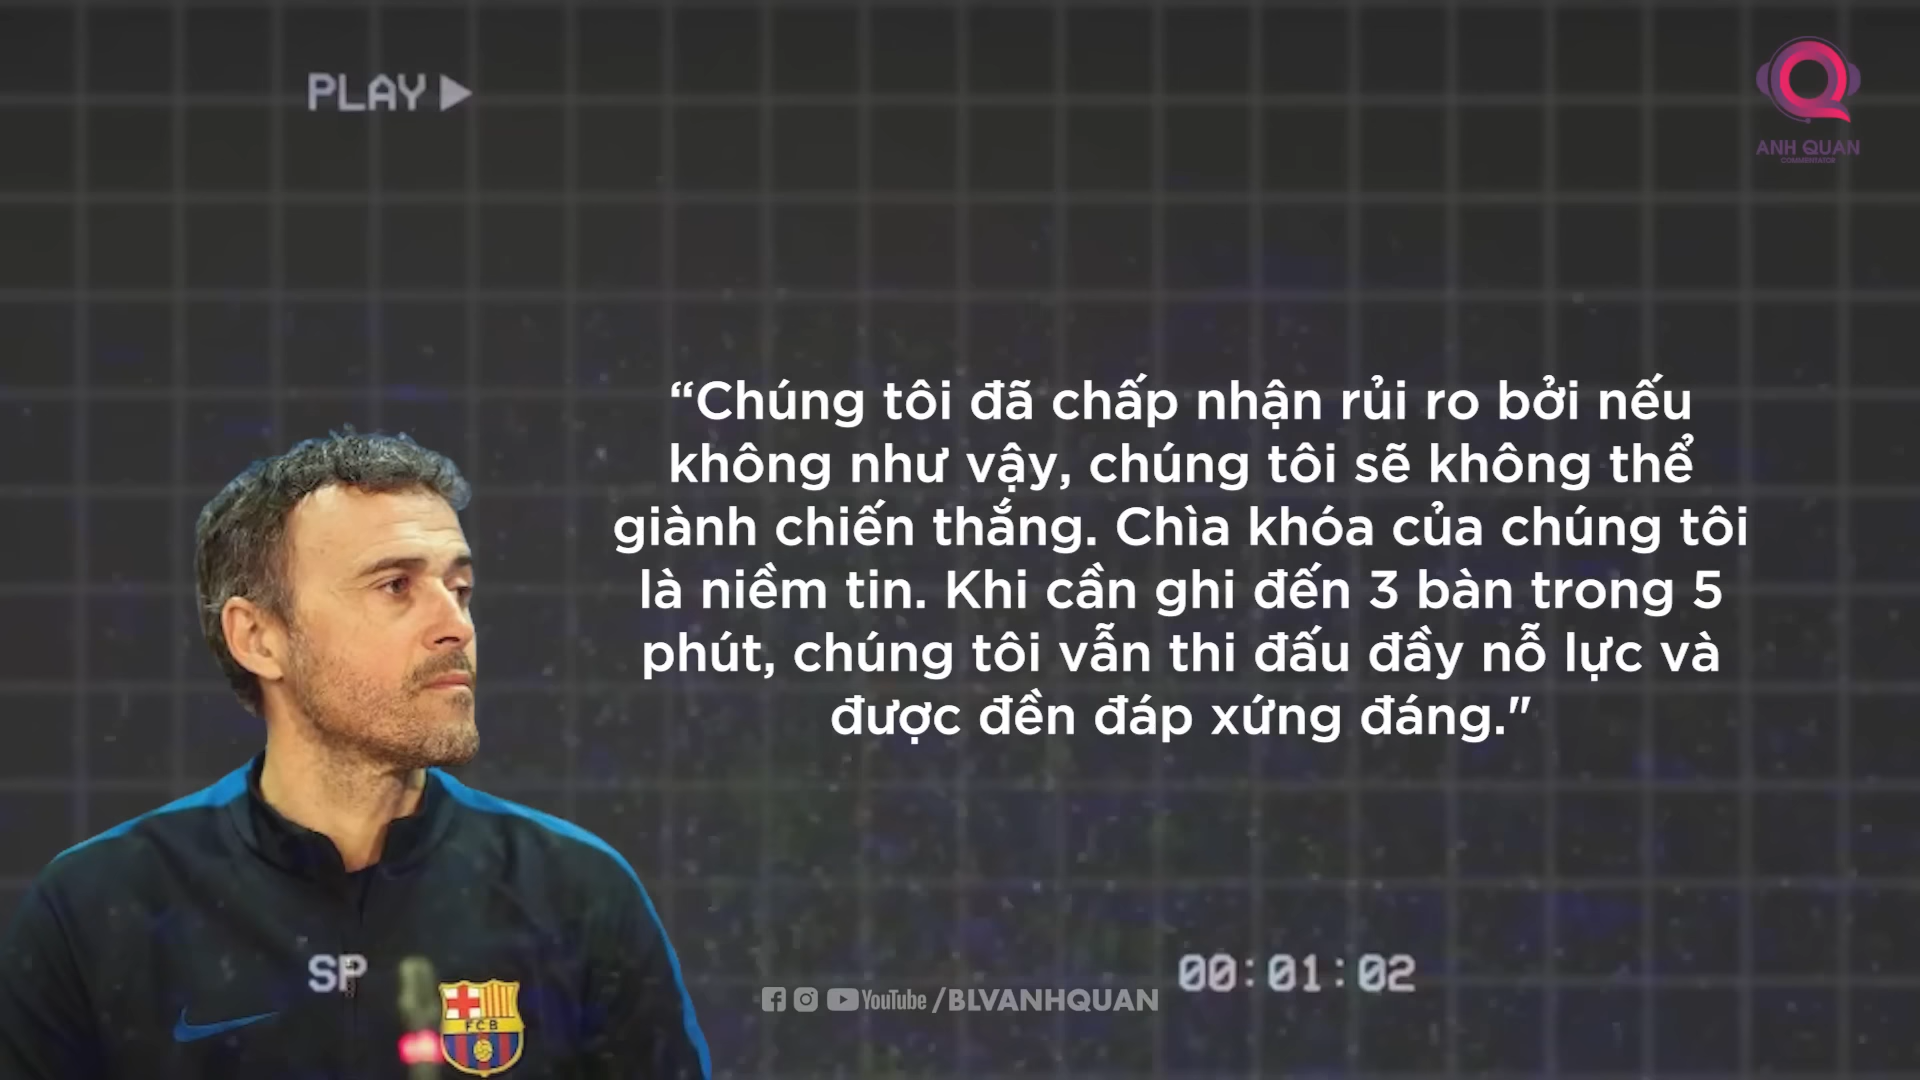 PLAY
ANH QUAN
COMMENTATOR
“Chúng tôi đã chấp nhận rủi ro bởi nếu
không như vậy, chúng tôi sẽ không thể
giành chiến thắng. Chìa khóa của chúng tôi
là niềm tin. Khi cần ghi đến 3 bàn trong 5
phút, chúng tôi vẫn thi đấu đầy nỗ lực và
được đền đáp xứng đáng."
SP
00:01:02
YouTube /BLVANHQUAN
FCB